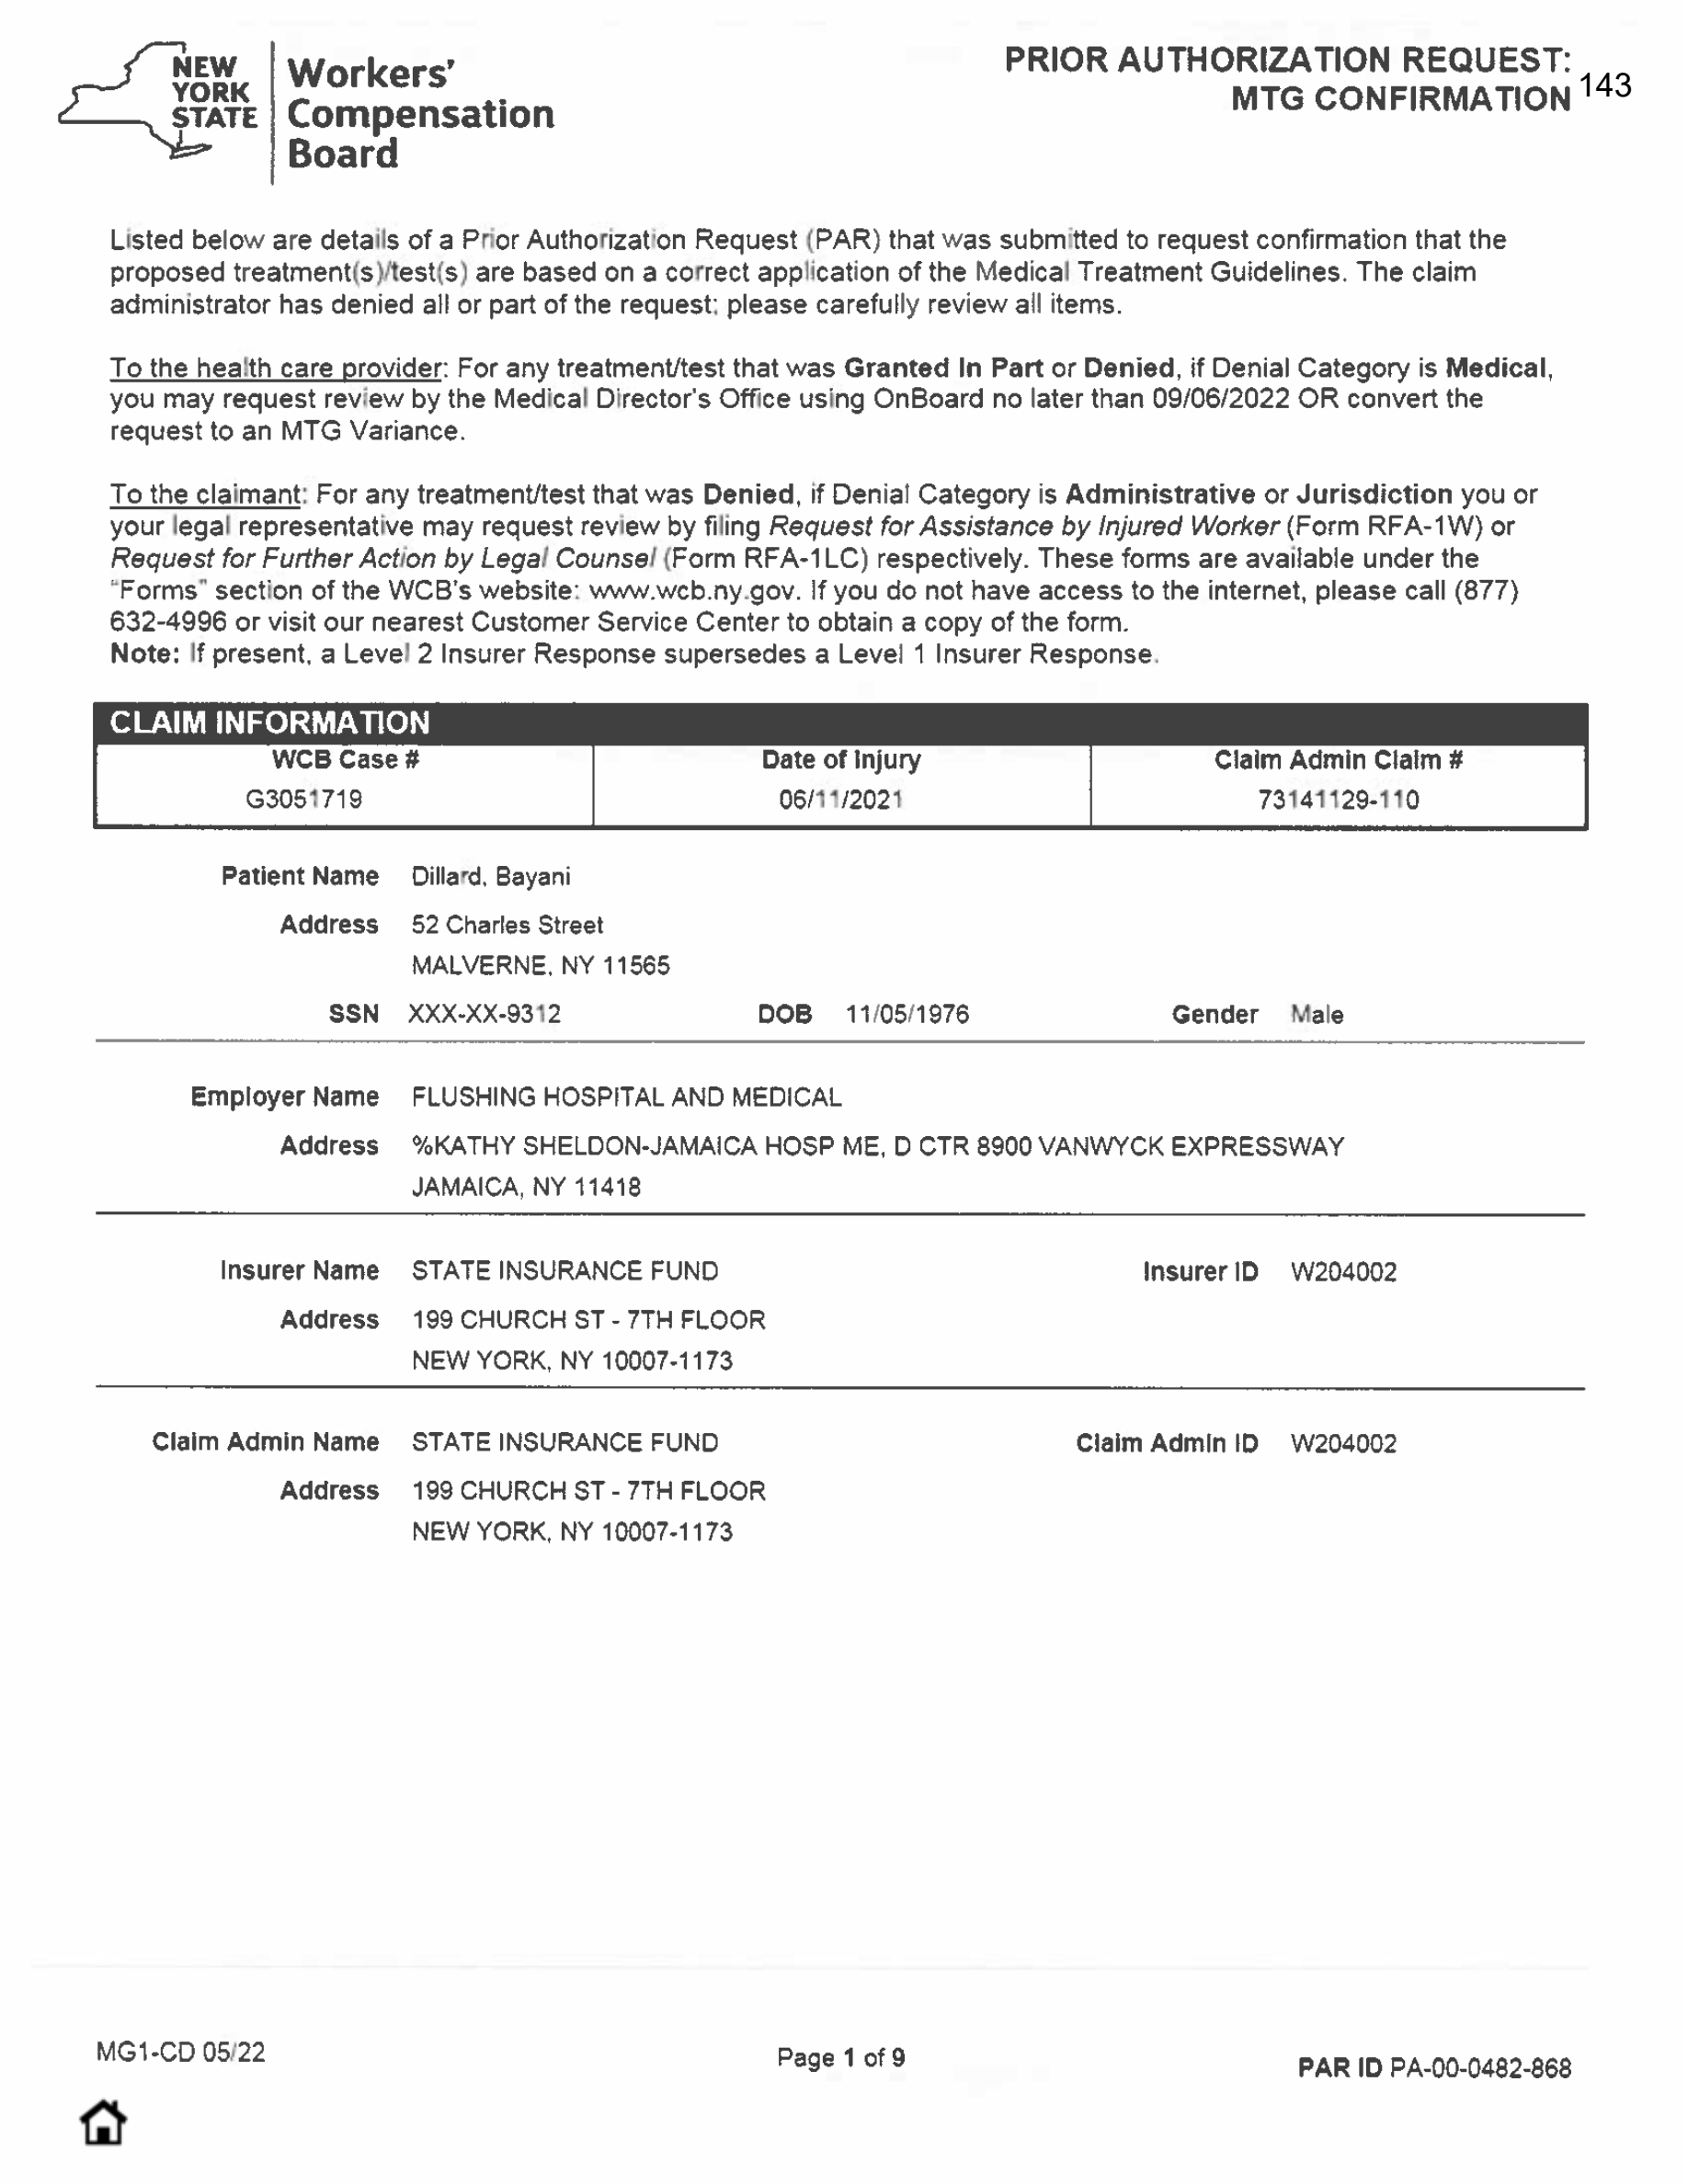 NEW YORK STATE
Workers' Compensation Board
PRIOR AUTHORIZATION REQUEST:
MTG CONFIRMATION
143
Listed below are details of a Prior Authorization Request (PAR) that was submitted to request confirmation that the
proposed treatment(s)/test(s) are based on a correct application of the Medical Treatment Guidelines. The claim
administrator has denied all or part of the request; please carefully review all items.
To the health care provider: For any treatment/test that was Granted In Part or Denied, if Denial Category is Medical,
you may request review by the Medical Director's Office using OnBoard no later than 09/06/2022 OR convert the
request to an MTG Variance.
To the claimant: For any treatment/test that was Denied, if Denial Category is Administrative or Jurisdiction you or
your legal representative may request review by filing Request for Assistance by Injured Worker (Form RFA-1W) or
Request for Further Action by Legal Counsel (Form RFA-1LC) respectively. These forms are available under the
"Forms" section of the WCB's website: www.wcb.ny.gov. If you do not have access to the internet, please call (877)
632-4996 or visit our nearest Customer Service Center to obtain a copy of the form.
Note: If present, a Level 2 Insurer Response supersedes a Level 1 Insurer Response.
CLAIM INFORMATION
WCB Case # Date of Injury Claim Admin Claim #
G3051719 06/11/2021 73141129-110
Patient Name Dillard, Bayani
Address 52 Charles Street
MALVERNE, NY 11565
SSN XXX-XX-9312 DOB 11/05/1976 Gender Male
Employer Name FLUSHING HOSPITAL AND MEDICAL
Address %KATHY SHELDON-JAMAICA HOSP ME, D CTR 8900 VANWYCK EXPRESSWAY
JAMAICA, NY 11418
Insurer Name STATE INSURANCE FUND Insurer ID W204002
Address 199 CHURCH ST - 7TH FLOOR
NEW YORK, NY 10007-1173
Claim Admin Name STATE INSURANCE FUND Claim Admin ID W204002
Address 199 CHURCH ST - 7TH FLOOR
NEW YORK, NY 10007-1173
MG1-CD 05/22 Page 1 of 9 PAR ID PA-00-0482-868